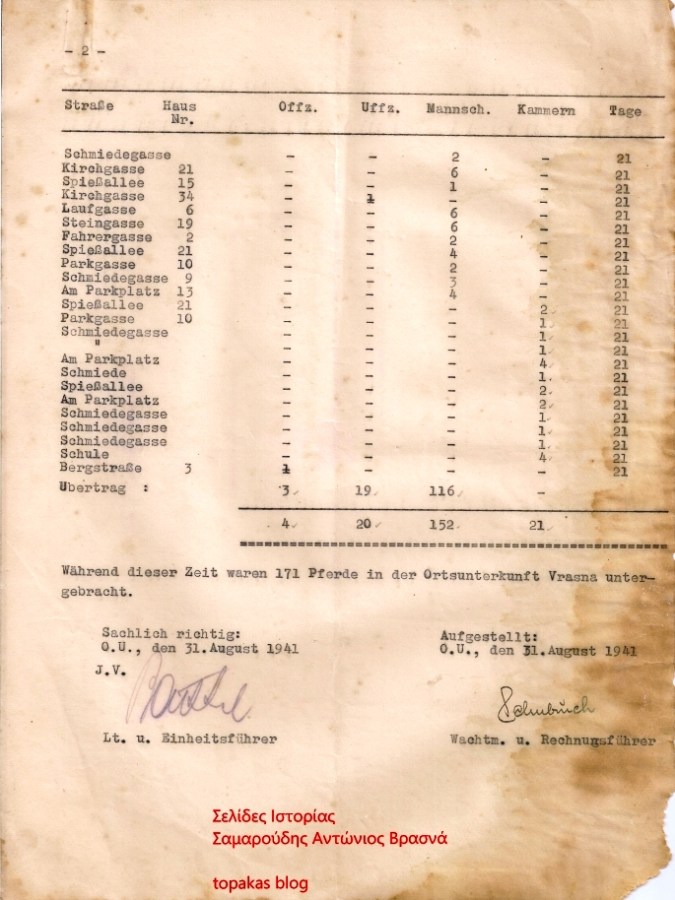 - 2 -
Straße Haus Nr. Offz. Uffz. Mannsch. Kammern Tage
Schmiedegasse - - 2 - 21
Kirchgasse 21 - - 6 - 21
Spießallee 15 - - 1 - 21
Kirchgasse 34 - 1 - - 21
Laufgasse 6 - - 6 - 21
Steingasse 19 - - 6 - 21
Fahrergasse 2 - - 2 - 21
Spießallee 21 - - 4 - 21
Parkgasse 10 - - 2 - 21
Schmiedegasse 9 - - 3 - 21
Am Parkplatz 13 - - 4 - 21
Spießallee 21 - - - 2 21
Parkgasse 10 - - - 1 21
Schmiedegasse - - - 1 21
" - - - 1 21
Am Parkplatz - - - 4 21
Schmiede - - - 1 21
Spießallee - - - 2 21
Am Parkplatz - - - 2 21
Schmiedegasse - - - 1 21
Schmiedegasse - - - 1 21
Schmiedegasse - - - 1 21
Schule - - - 4 21
Bergstraße 3 1 - - - 21
Übertrag : 3 19 116 -
4 20 152 21
Während dieser Zeit waren 171 Pferde in der Ortsunterkunft Vrasna unter-
gebracht.
Sachlich richtig:
O.U., den 31.August 1941
J.V.
Lt. u. Einheitsführer
Aufgestellt:
O.U., den 31.August 1941
Wachtm. u. Rechnugsführer
Σελίδες Ιστορίας
Σαμαρούδης Αντώνιος Βρασνά
topakas blog